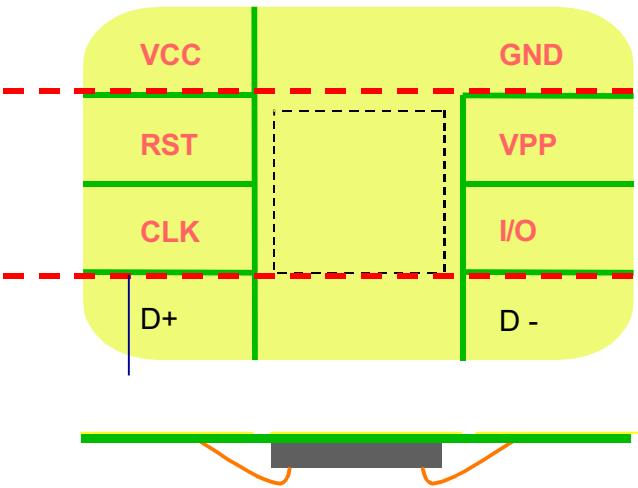 VCC GND
RST VPP
CLK I/O
D+ D -